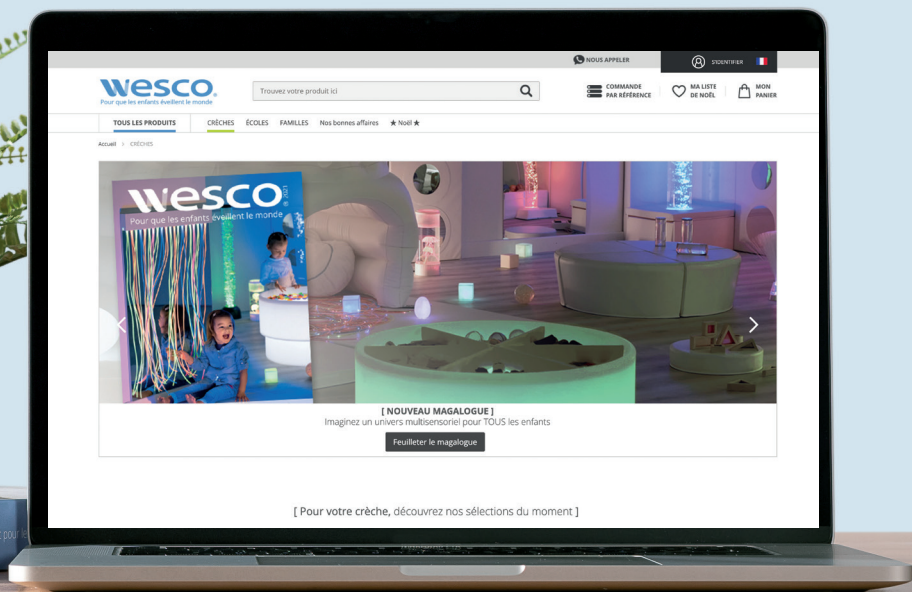 NOUS APPELER
S'IDENTIFIER
wesco.
Pour que les enfants éveillent le monde
Trouvez votre produit ici
COMMANDE
PAR RÉFÉRENCE
MA LISTE
DE NOËL
MON
PANIER
TOUS LES PRODUITS
CRÈCHES
ÉCOLES
FAMILLES
Nos bonnes affaires
★ Noël ★
Accueil > CRÈCHES
wesco
Pour que les enfants éveillent le monde
[ NOUVEAU MAGALOGUE ]
Imaginez un univers multisensoriel pour TOUS les enfants
Feuilleter le magalogue
[ Pour votre crèche, découvrez nos sélections du moment ]
pour le